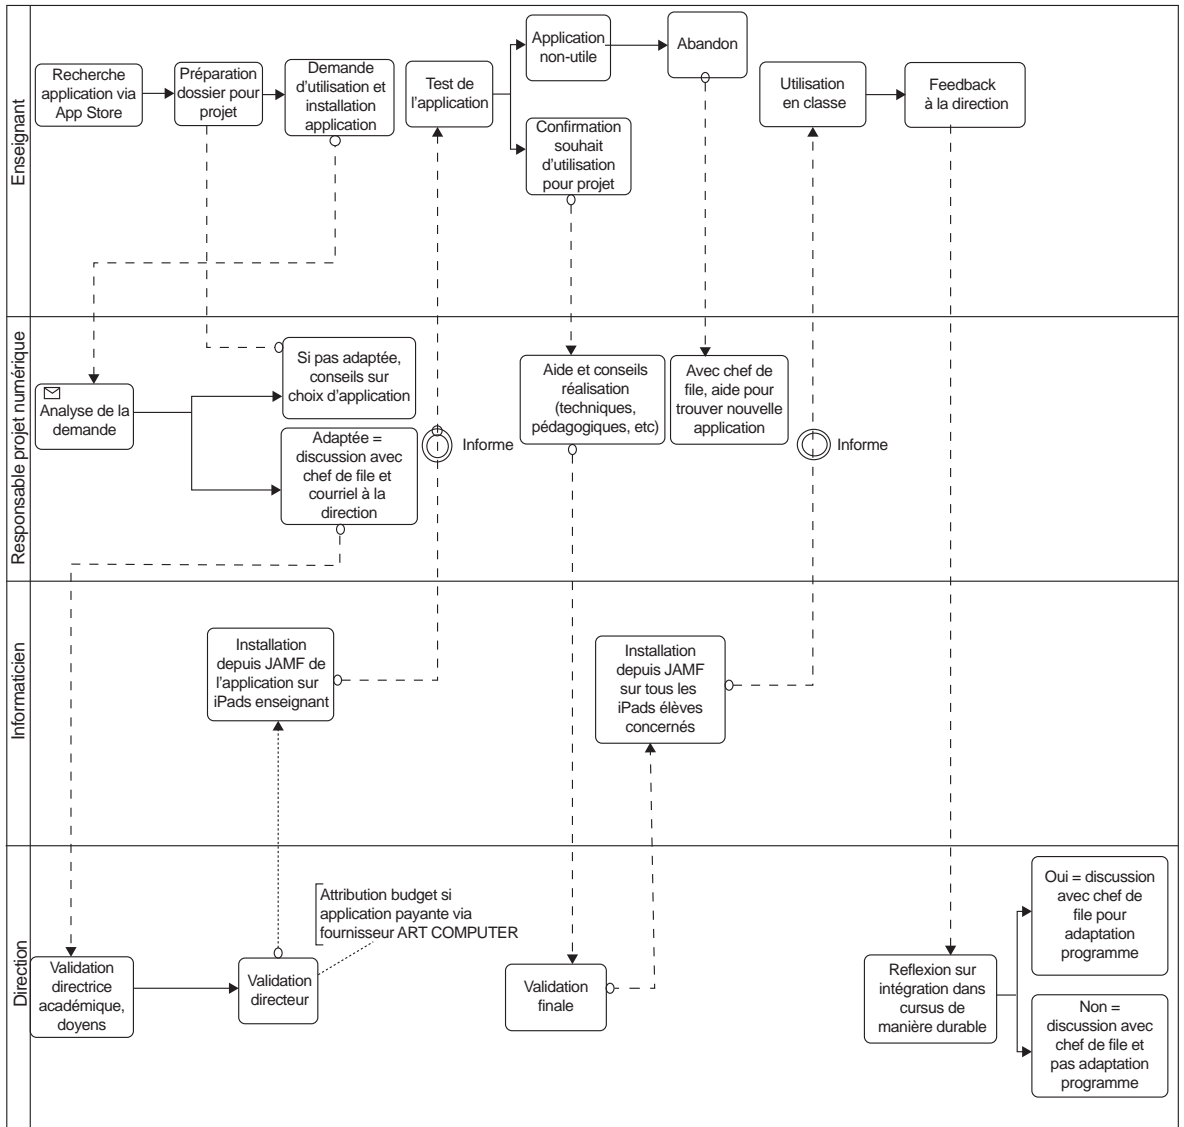 Enseignant
Recherche
application via
App Store
Préparation
dossier pour
projet
Demande
d'utilisation et
installation
application
Test de
l'application
Application
non-utile
Abandon
Confirmation
souhait
d'utilisation
pour projet
Utilisation
en classe
Feedback
à la direction
Responsable projet numérique
Analyse de la
demande
Si pas adaptée,
conseils sur
choix d'application
Adaptée =
discussion avec
chef de file et
courriel à la
direction
Informe
Aide et conseils
réalisation
(techniques,
pédagogiques, etc)
Avec chef de
file, aide pour
trouver nouvelle
application
Informe
Informaticien
Installation
depuis JAMF de
l'application sur
iPads enseignant
Installation
depuis JAMF
sur tous les
iPads élèves
concernés
Direction
Validation
directrice
académique,
doyens
Validation
directeur
Attribution budget si
application payante via
fournisseur ART COMPUTER
Validation
finale
Reflexion sur
intégration dans
cursus de
manière durable
Oui = discussion
avec chef de
file pour
adaptation
programme
Non =
discussion avec
chef de file et
pas adaptation
programme